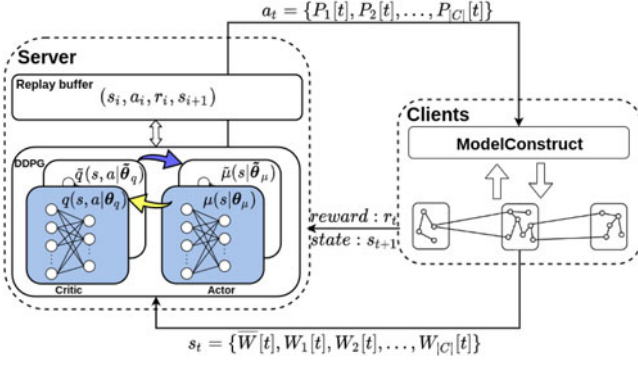 a_t = {P_1[t], P_2[t], ..., P_{|C|}[t]}
Server
Replay buffer
(s_i, a_i, r_i, s_{i+1})
Clients
ModelConstruct
DDPG
q̃(s, a|θ̃_q)
μ̃(s|θ̃_μ)
q(s, a|θ_q)
μ(s|θ_μ)
reward : r_t
state : s_{t+1}
Critic
Actor
s_t = {W̅[t], W_1[t], W_2[t], ..., W_{|C|}[t]}